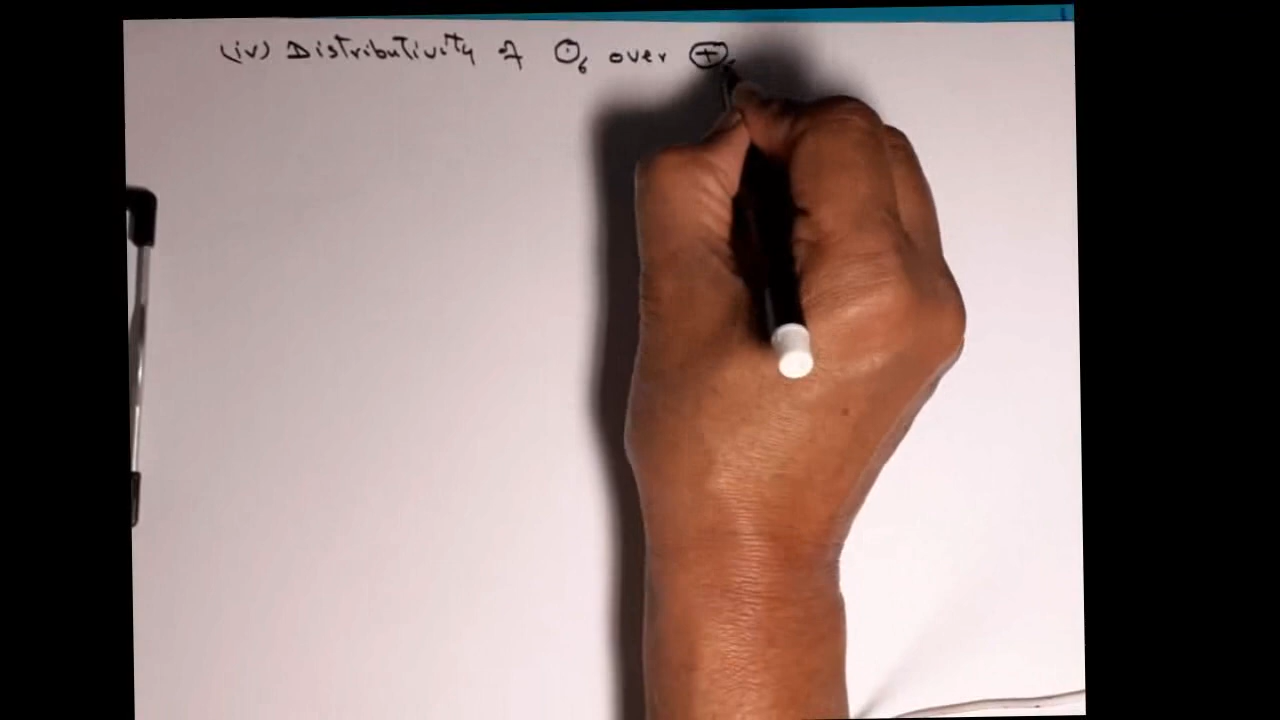 (iv) Distributivity of ⊙₆ over ⊕